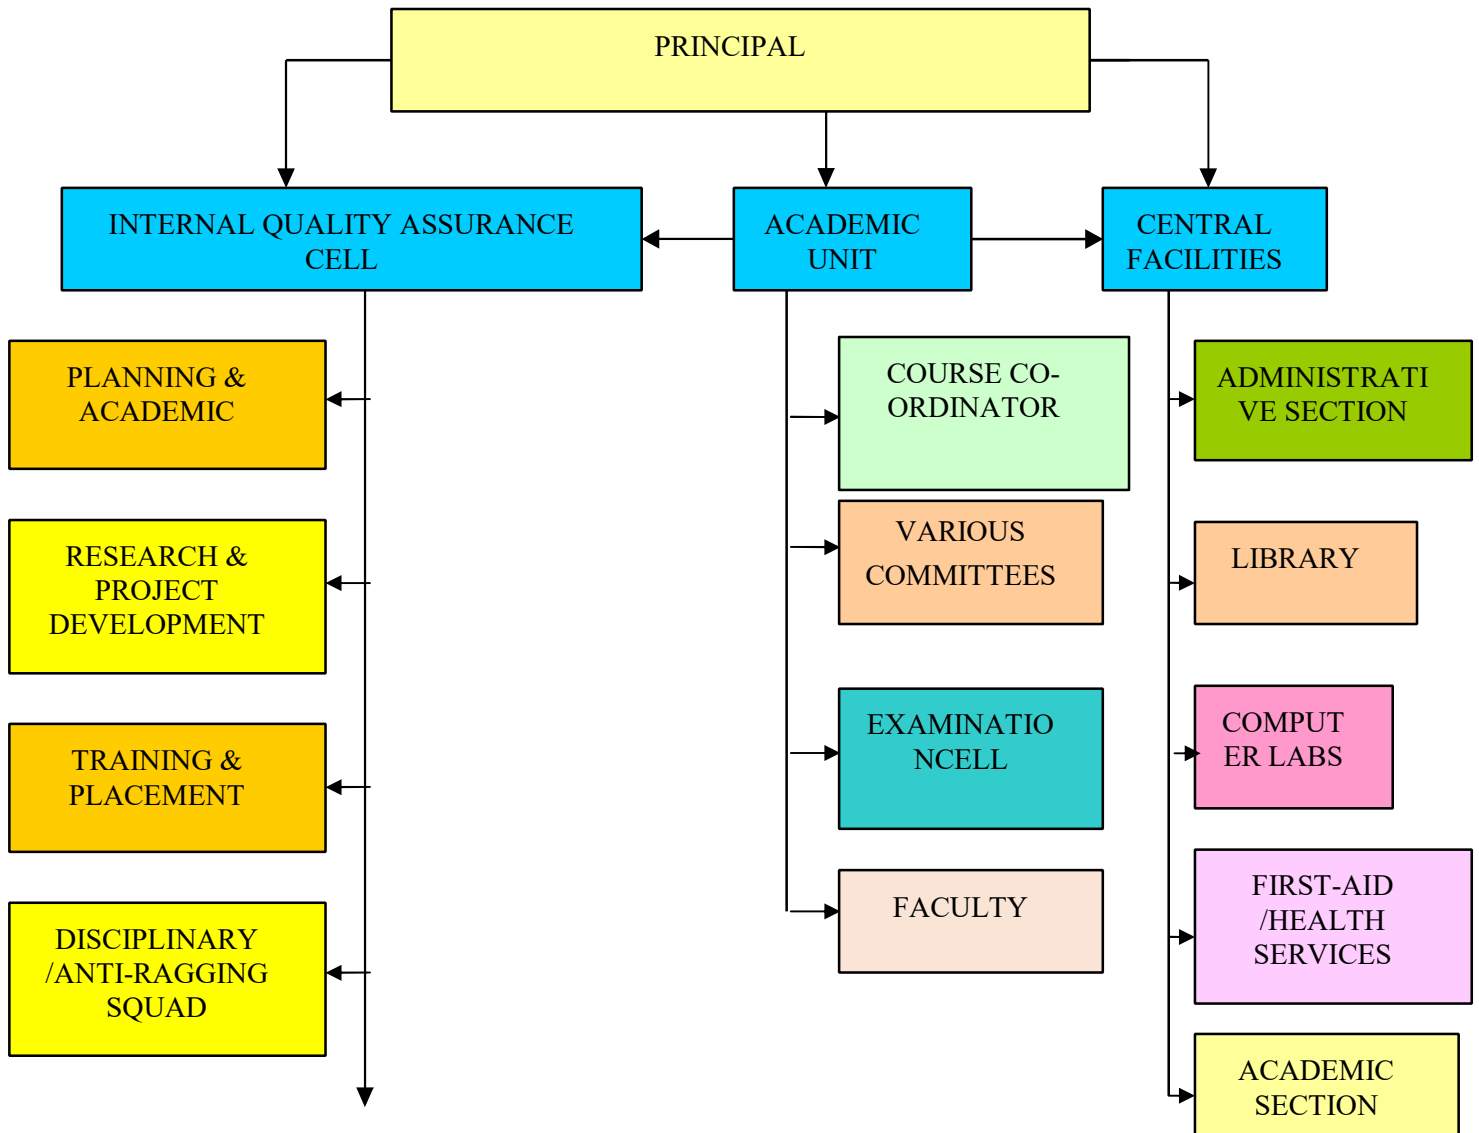 PRINCIPAL
INTERNAL QUALITY ASSURANCE
CELL
ACADEMIC
UNIT
CENTRAL
FACILITIES
PLANNING &
ACADEMIC
RESEARCH &
PROJECT
DEVELOPMENT
TRAINING &
PLACEMENT
DISCIPLINARY
/ANTI-RAGGING
SQUAD
COURSE CO-
ORDINATOR
VARIOUS
COMMITTEES
EXAMINATIO
NCELL
FACULTY
ADMINISTRATI
VE SECTION
LIBRARY
COMPUT
ER LABS
FIRST-AID
/HEALTH
SERVICES
ACADEMIC
SECTION